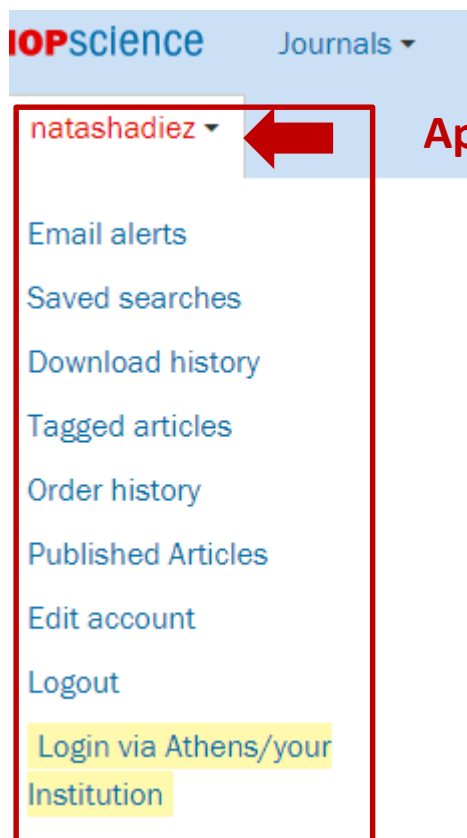 IOPscience Journals
natashadiez
Ap
Email alerts
Saved searches
Download history
Tagged articles
Order history
Published Articles
Edit account
Logout
Login via Athens/your
Institution